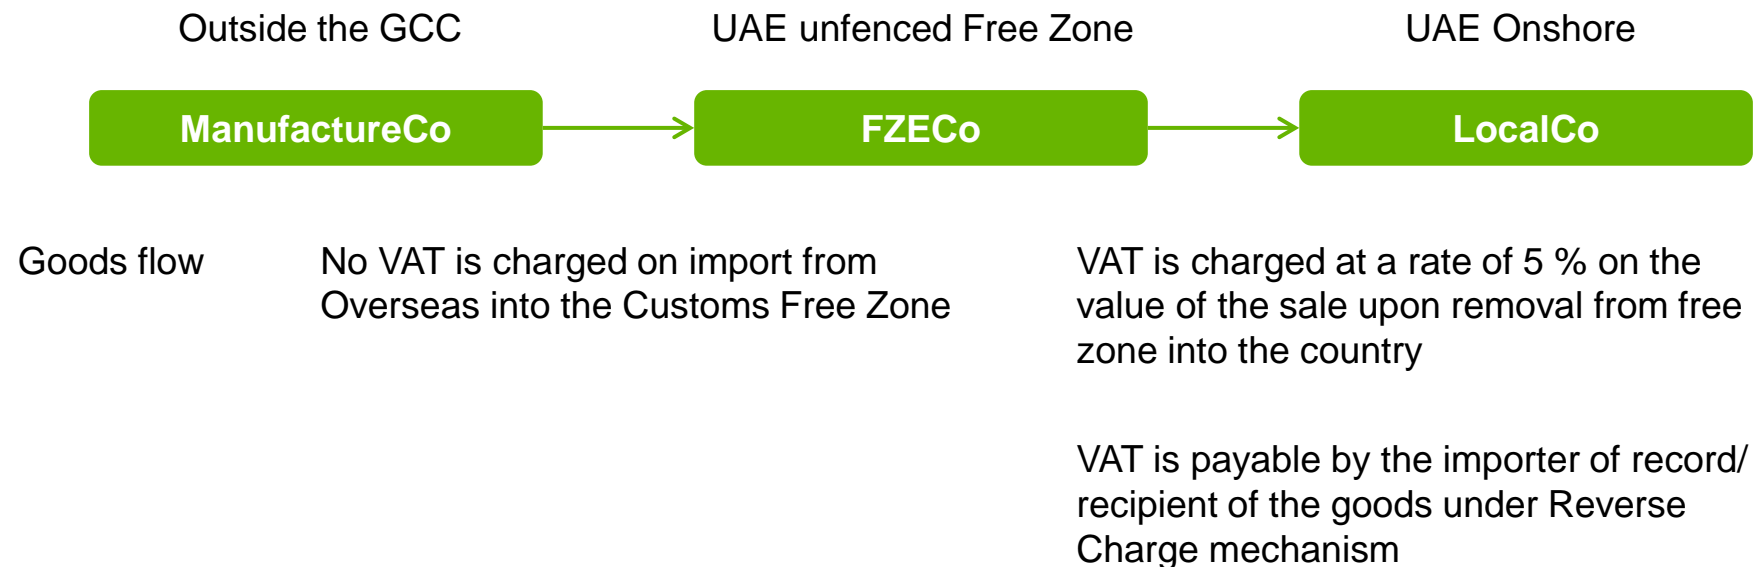 Outside the GCC
UAE unfenced Free Zone
UAE Onshore
ManufactureCo
FZECo
LocalCo
Goods flow
No VAT is charged on import from
Overseas into the Customs Free Zone
VAT is charged at a rate of 5 % on the
value of the sale upon removal from free
zone into the country
VAT is payable by the importer of record/
recipient of the goods under Reverse
Charge mechanism